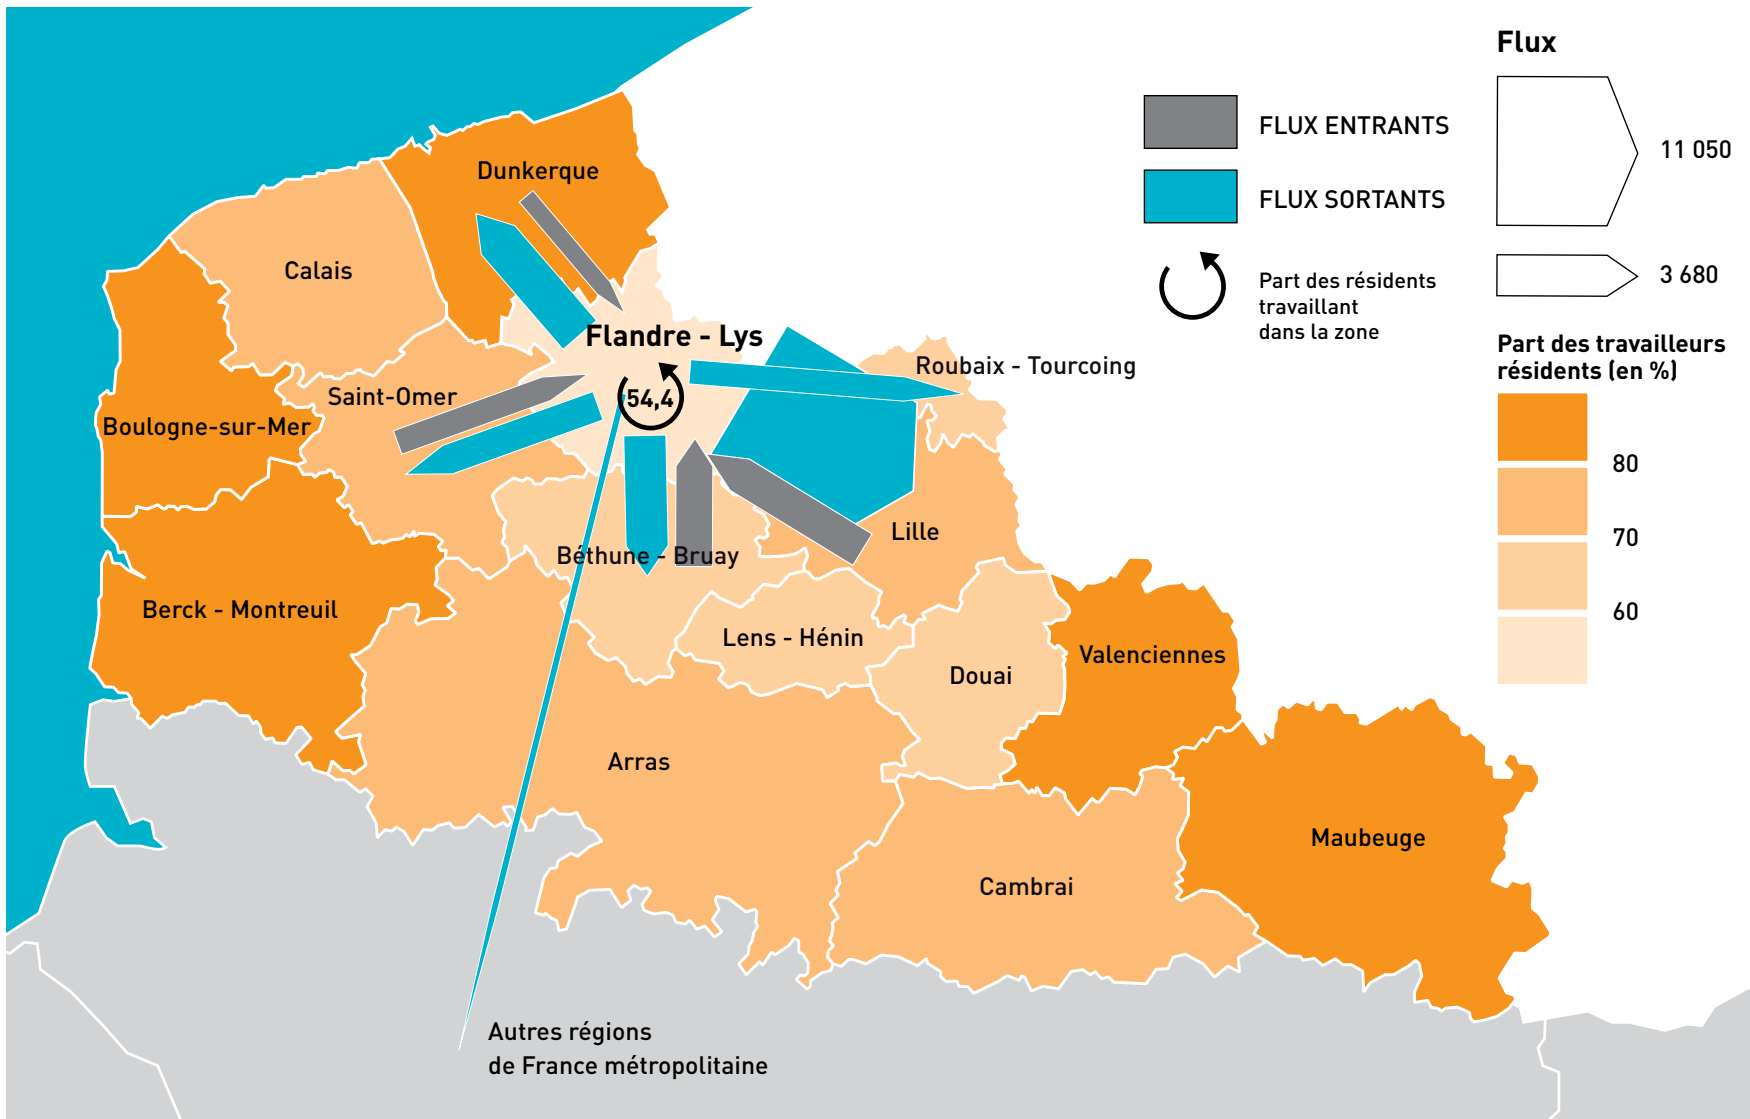 Flux
11 050
3 680
FLUX ENTRANTS
FLUX SORTANTS
Part des résidents
travaillant
dans la zone
Part des travailleurs
résidents (en %)
80
70
60
Dunkerque
Calais
Flandre - Lys
54,4
Roubaix - Tourcoing
Saint-Omer
Boulogne-sur-Mer
Lille
Béthune - Bruay
Berck - Montreuil
Lens - Hénin
Douai
Valenciennes
Arras
Maubeuge
Cambrai
Autres régions
de France métropolitaine